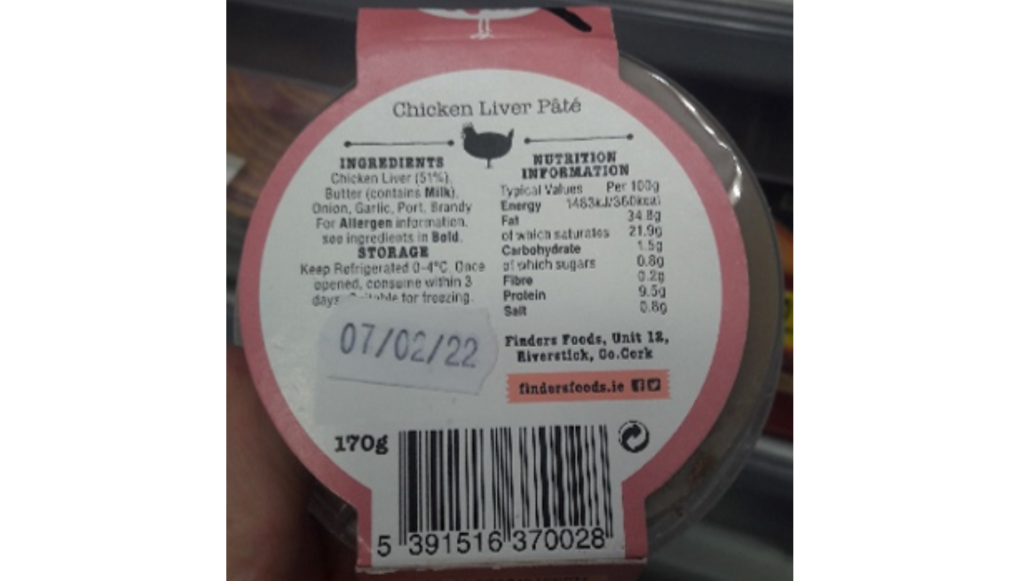 Chicken Liver Pâté
INGREDIENTS
Chicken Liver (51%),
Butter (contains Milk),
Onion, Garlic, Port, Brandy
For Allergen information,
see ingredients in Bold.
STORAGE
Keep Refrigerated 0-4°C. Once
opened, consume within 3
days. for freezing.
07/02/22
170g
NUTRITION
INFORMATION
Typical Values Per 100g
Energy 1483kJ/360kcal
Fat 34.8g
of which saturates 21.9g
Carbohydrate 1.5g
of which sugars 0.8g
Fibre 0.2g
Protein 9.5g
Salt 0.8g
Finders Foods, Unit 12,
Riverstick, Co.Cork
findersfoods.ie
5 391516 370028